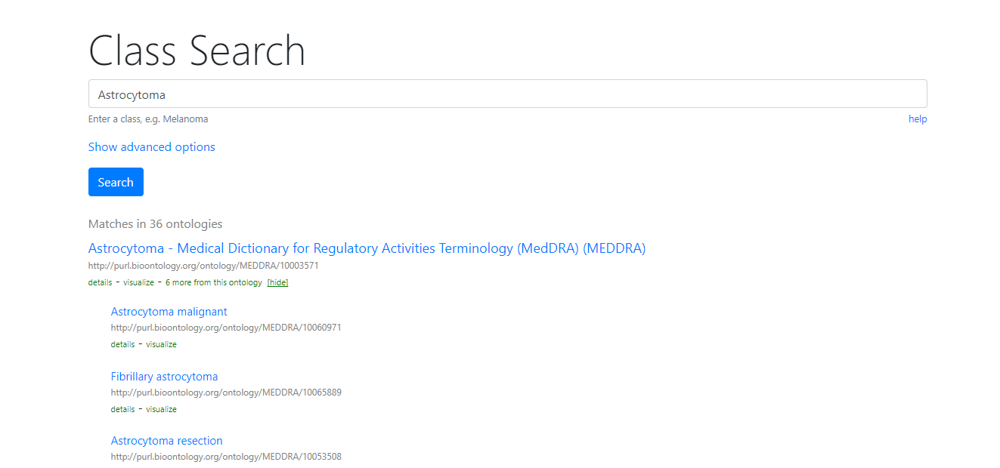 Class Search
Astrocytoma
Enter a class, e.g. Melanoma help
Show advanced options
Search
Matches in 36 ontologies
Astrocytoma - Medical Dictionary for Regulatory Activities Terminology (MedDRA) (MEDDRA)
http://purl.bioontology.org/ontology/MEDDRA/10003571
details - visualize - 6 more from this ontology [hide]
Astrocytoma malignant
http://purl.bioontology.org/ontology/MEDDRA/10060971
details - visualize
Fibrillary astrocytoma
http://purl.bioontology.org/ontology/MEDDRA/10065889
details - visualize
Astrocytoma resection
http://purl.bioontology.org/ontology/MEDDRA/10053508